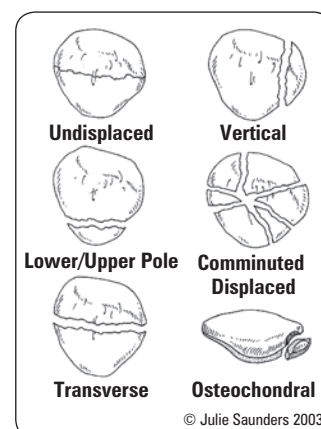 Undisplaced
Vertical
Lower/Upper Pole
Comminuted
Displaced
Transverse
Osteochondral
© Julie Saunders 2003